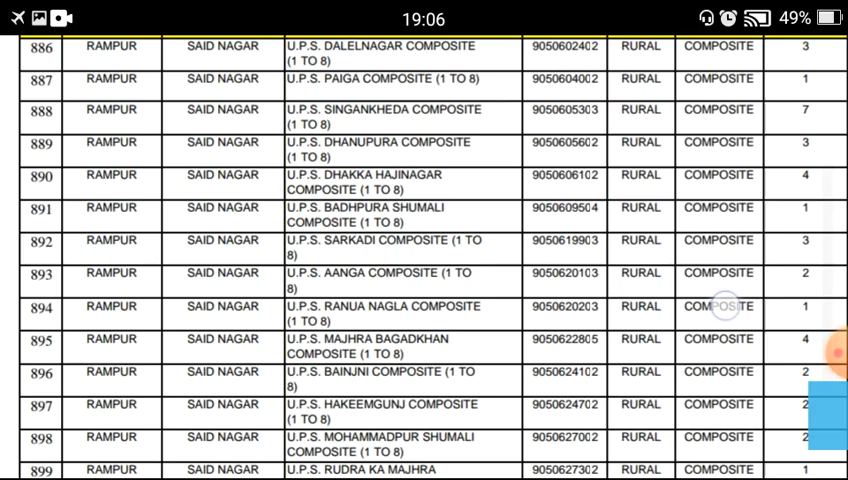 19:06
49%
886 RAMPUR SAID NAGAR U.P.S. DALELNAGAR COMPOSITE 9050602402 RURAL COMPOSITE 3
(1 TO 8)
887 RAMPUR SAID NAGAR U.P.S. PAIGA COMPOSITE (1 TO 8) 9050604002 RURAL COMPOSITE 1
888 RAMPUR SAID NAGAR U.P.S. SINGANKHEDA COMPOSITE 9050605303 RURAL COMPOSITE 7
(1 TO 8)
889 RAMPUR SAID NAGAR U.P.S. DHANUPURA COMPOSITE 9050605602 RURAL COMPOSITE 3
(1 TO 8)
890 RAMPUR SAID NAGAR U.P.S. DHAKKA HAJINAGAR 9050606102 RURAL COMPOSITE 4
COMPOSITE (1 TO 8)
891 RAMPUR SAID NAGAR U.P.S. BADHPURA SHUMALI 9050609504 RURAL COMPOSITE 1
COMPOSITE (1 TO 8)
892 RAMPUR SAID NAGAR U.P.S. SARKADI COMPOSITE (1 TO 9050619903 RURAL COMPOSITE 3
8)
893 RAMPUR SAID NAGAR U.P.S. AANGA COMPOSITE (1 TO 9050620103 RURAL COMPOSITE 2
8)
894 RAMPUR SAID NAGAR U.P.S. RANUA NAGLA COMPOSITE 9050620203 RURAL COMPOSITE 1
(1 TO 8)
895 RAMPUR SAID NAGAR U.P.S. MAJHRA BAGADKHAN 9050622805 RURAL COMPOSITE 4
COMPOSITE (1 TO 8)
896 RAMPUR SAID NAGAR U.P.S. BAINJNI COMPOSITE (1 TO 9050624102 RURAL COMPOSITE 2
8)
897 RAMPUR SAID NAGAR U.P.S. HAKEEMGUNJ COMPOSITE 9050624702 RURAL COMPOSITE 2
(1 TO 8)
898 RAMPUR SAID NAGAR U.P.S. MOHAMMADPUR SHUMALI 9050627002 RURAL COMPOSITE 2
COMPOSITE (1 TO 8)
899 RAMPUR SAID NAGAR U.P.S. RUDRA KA MAJHRA 9050627302 RURAL COMPOSITE 1